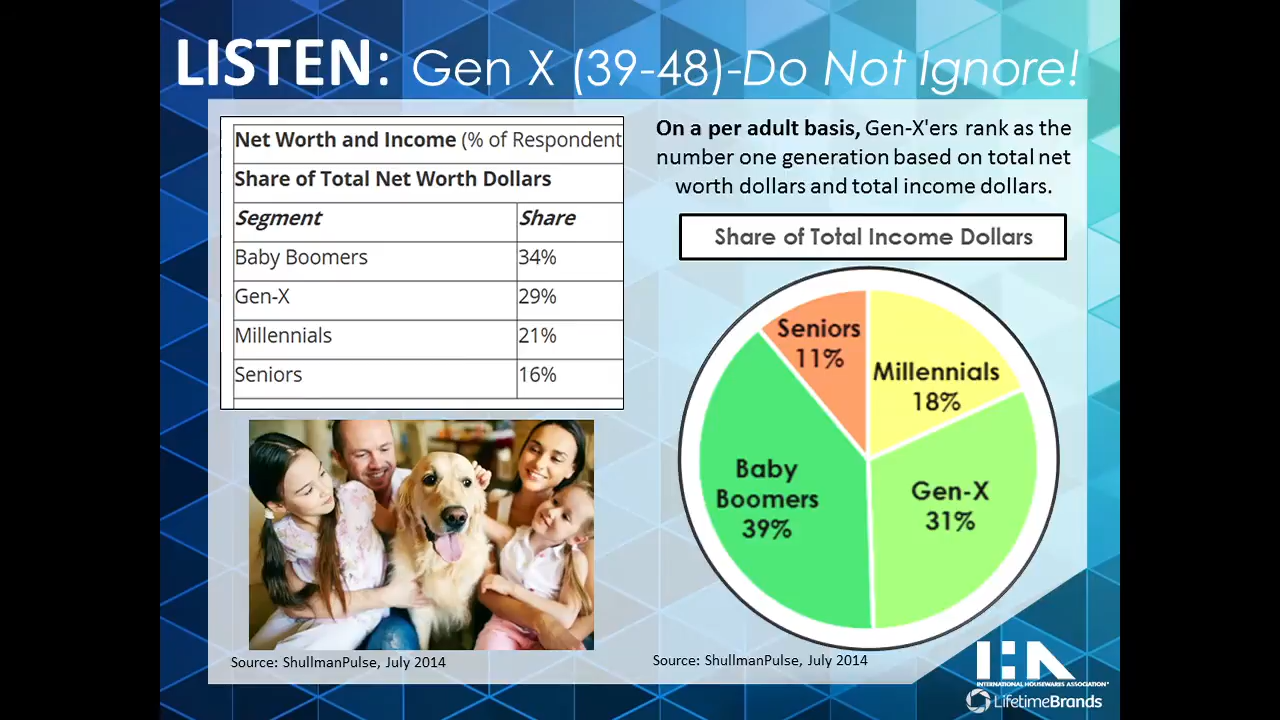 LISTEN: Gen X (39-48)-Do Not Ignore!
Net Worth and Income (% of Respondent
Share of Total Net Worth Dollars
Segment Share
Baby Boomers 34%
Gen-X 29%
Millennials 21%
Seniors 16%
Source: ShullmanPulse, July 2014
On a per adult basis, Gen-X'ers rank as the
number one generation based on total net
worth dollars and total income dollars.
Share of Total Income Dollars
Seniors
11%
Millennials
18%
Baby
Boomers
39%
Gen-X
31%
Source: ShullmanPulse, July 2014
IHA
INTERNATIONAL HOUSEWARES ASSOCIATION
LifetimeBrands